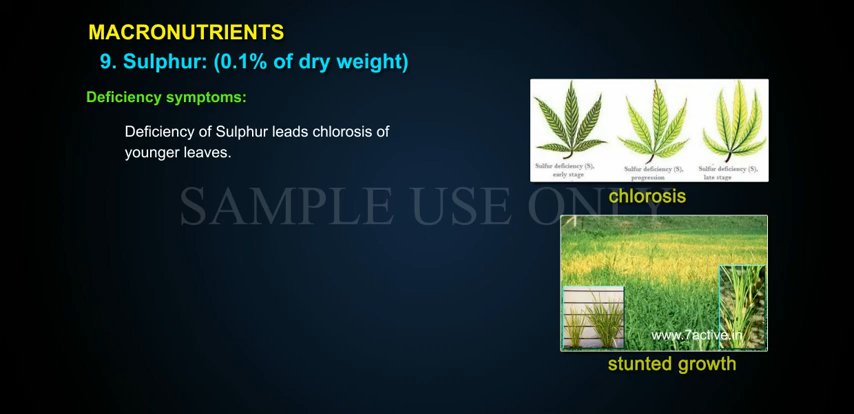 MACRONUTRIENTS
9. Sulphur: (0.1% of dry weight)
Deficiency symptoms:
Deficiency of Sulphur leads chlorosis of
younger leaves.
SAMPLE USE ONLY
Sulfur deficiency (S),
early stage
Sulfur deficiency (S),
progression
Sulfur deficiency (S),
late stage
chlorosis
www.7active.in
stunted growth